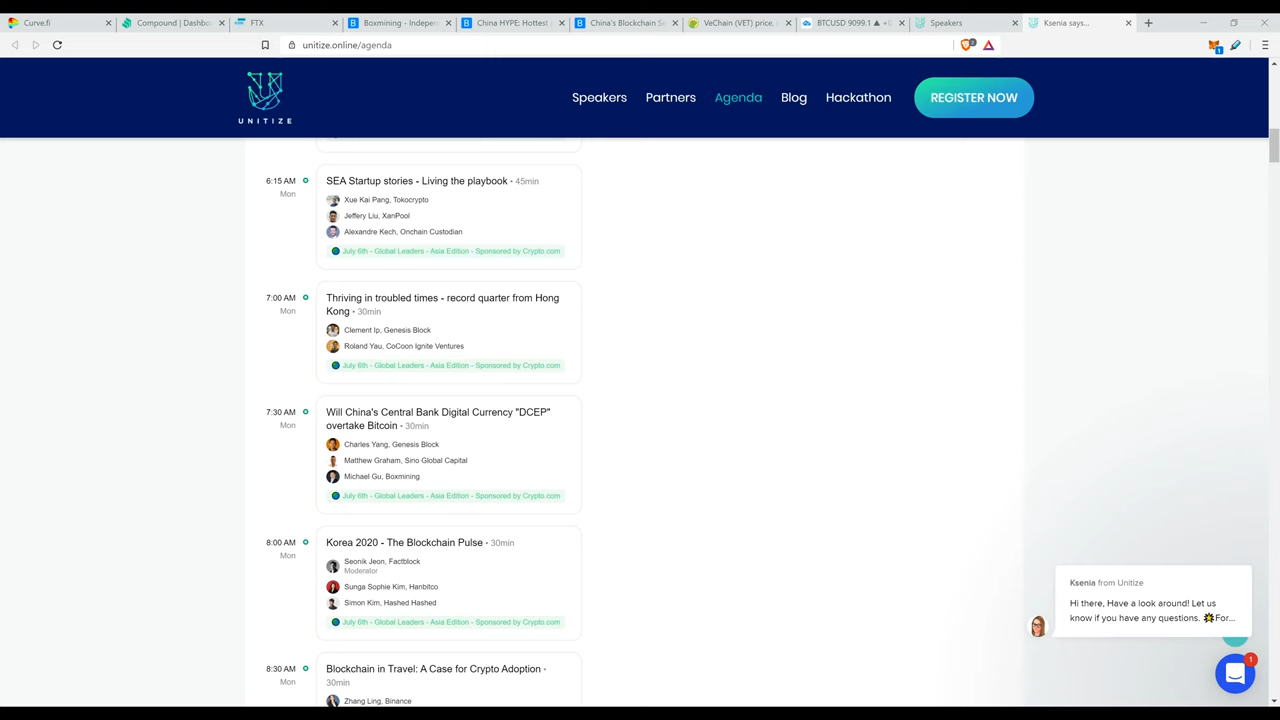 Curve.fi
Compound | Dashbo
FTX
Boxmining - Indepen
China HYPE: Hottest
China's Blockchain Se
VeChain (VET) price,
BTCUSD 9099.1 ▲ +0
Speakers
Ksenia says...
unitize.online/agenda
2
1
UNITIZE
Speakers
Partners
Agenda
Blog
Hackathon
REGISTER NOW
6:15 AM
Mon
SEA Startup stories - Living the playbook • 45min
Xue Kai Pang, Tokocrypto
Jeffery Liu, XanPool
Alexandre Kech, Onchain Custodian
July 6th - Global Leaders - Asia Edition - Sponsored by Crypto.com
7:00 AM
Mon
Thriving in troubled times - record quarter from Hong
Kong • 30min
Clement Ip, Genesis Block
Roland Yau, CoCoon Ignite Ventures
July 6th - Global Leaders - Asia Edition - Sponsored by Crypto.com
7:30 AM
Mon
Will China's Central Bank Digital Currency "DCEP"
overtake Bitcoin • 30min
Charles Yang, Genesis Block
Matthew Graham, Sino Global Capital
Michael Gu, Boxmining
July 6th - Global Leaders - Asia Edition - Sponsored by Crypto.com
8:00 AM
Mon
Korea 2020 - The Blockchain Pulse • 30min
Seonik Jeon, Factblock
Moderator
Sunga Sophie Kim, Hanbitco
Simon Kim, Hashed Hashed
July 6th - Global Leaders - Asia Edition - Sponsored by Crypto.com
8:30 AM
Mon
Blockchain in Travel: A Case for Crypto Adoption •
30min
Zhang Ling, Binance
Ksenia from Unitize
Hi there, Have a look around! Let us
know if you have any questions. 💥For...
1